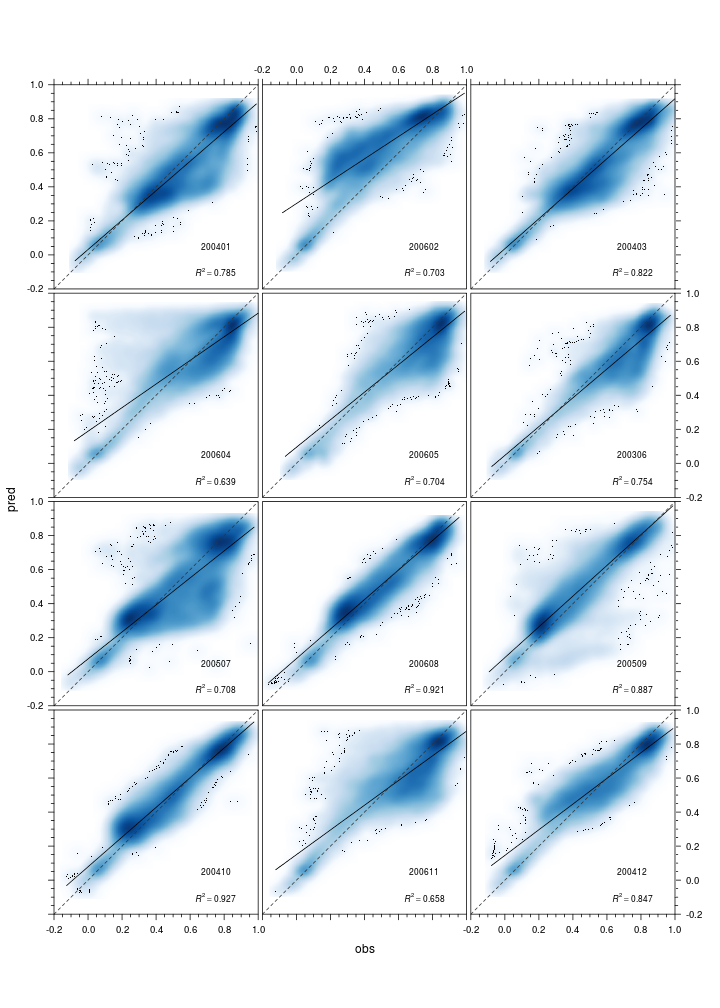 -0.2 0.0 0.2 0.4 0.6 0.8 1.0
1.0
0.8
0.6
0.4
0.2
0.0
-0.2
200401
R² = 0.785
200602
R² = 0.703
200403
R² = 0.822
200604
R² = 0.639
200605
R² = 0.704
200306
R² = 0.754
1.0
0.8
0.6
0.4
0.2
0.0
-0.2
pred
1.0
0.8
0.6
0.4
0.2
0.0
-0.2
200507
R² = 0.708
200608
R² = 0.921
200509
R² = 0.887
200410
R² = 0.927
200611
R² = 0.658
200412
R² = 0.847
1.0
0.8
0.6
0.4
0.2
0.0
-0.2
-0.2 0.0 0.2 0.4 0.6 0.8 1.0
-0.2 0.0 0.2 0.4 0.6 0.8 1.0
obs